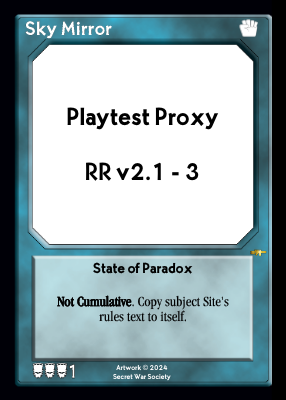 Sky Mirror
Playtest Proxy
RR v2.1 - 3
State of Paradox
Not Cumulative. Copy subject Site's
rules text to itself.
1
Artwork © 2024
Secret War Society